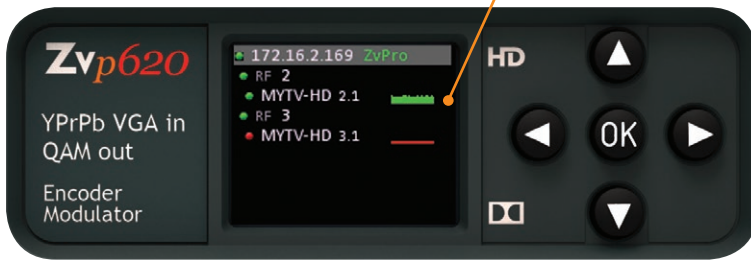 ZVp620
YPrPb VGA in
QAM out
Encoder
Modulator
172.16.2.169 ZvPro
RF 2
MYTV-HD 2.1
RF 3
MYTV-HD 3.1
HD
OK